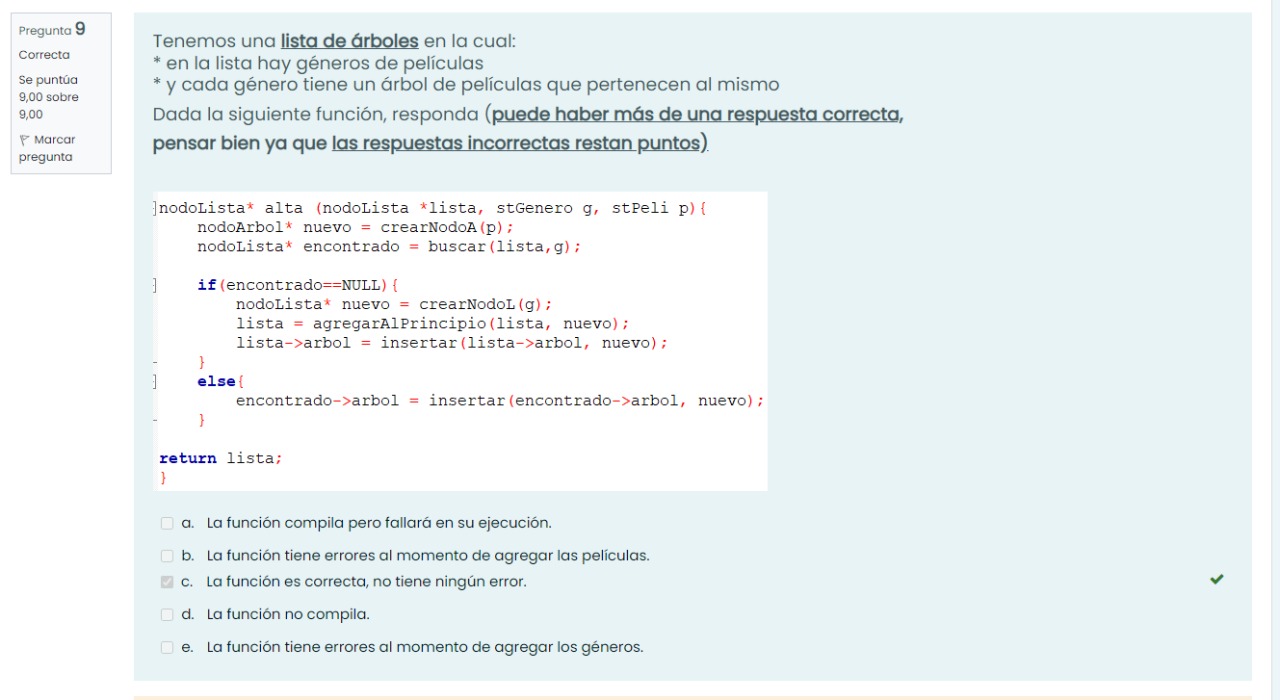 Pregunta 9
Correcta
Se puntúa
9,00 sobre
9,00
Marcar
pregunta
Tenemos una lista de árboles en la cual:
* en la lista hay géneros de películas
* y cada género tiene un árbol de películas que pertenecen al mismo
Dada la siguiente función, responda (puede haber más de una respuesta correcta,
pensar bien ya que las respuestas incorrectas restan puntos)
nodoLista* alta (nodoLista *lista, stGenero g, stPeli p){
nodoArbol* nuevo = crearNodoA(p);
nodoLista* encontrado = buscar(lista,g);
if(encontrado==NULL){
nodoLista* nuevo = crearNodoL(g);
lista = agregarAlPrincipio(lista, nuevo);
lista->arbol = insertar(lista->arbol, nuevo);
}
else{
encontrado->arbol = insertar(encontrado->arbol, nuevo);
}
return lista;
}
a. La función compila pero fallará en su ejecución.
b. La función tiene errores al momento de agregar las películas.
c. La función es correcta, no tiene ningún error.
d. La función no compila.
e. La función tiene errores al momento de agregar los géneros.